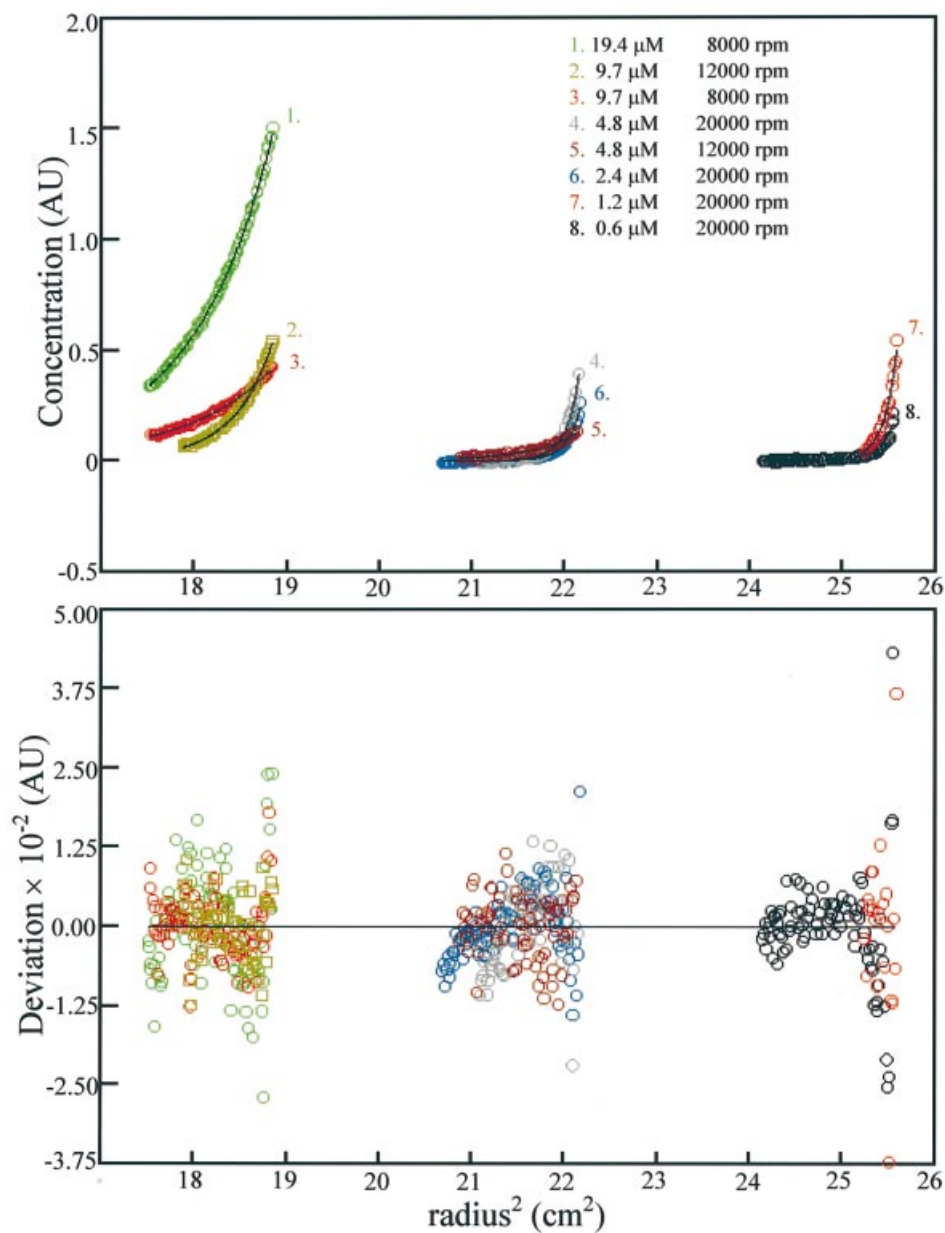 2.0
1.5
1.0
0.5
0
-0.5
Concentration (AU)
1. 19.4 μM 8000 rpm
2. 9.7 μM 12000 rpm
3. 9.7 μM 8000 rpm
4. 4.8 μM 20000 rpm
5. 4.8 μM 12000 rpm
6. 2.4 μM 20000 rpm
7. 1.2 μM 20000 rpm
8. 0.6 μM 20000 rpm
1.
2.
3.
4.
6.
5.
7.
8.
18 19 20 21 22 23 24 25 26
5.00
3.75
2.50
1.25
0.00
-1.25
-2.50
-3.75
Deviation × 10⁻² (AU)
18 19 20 21 22 23 24 25 26
radius² (cm²)